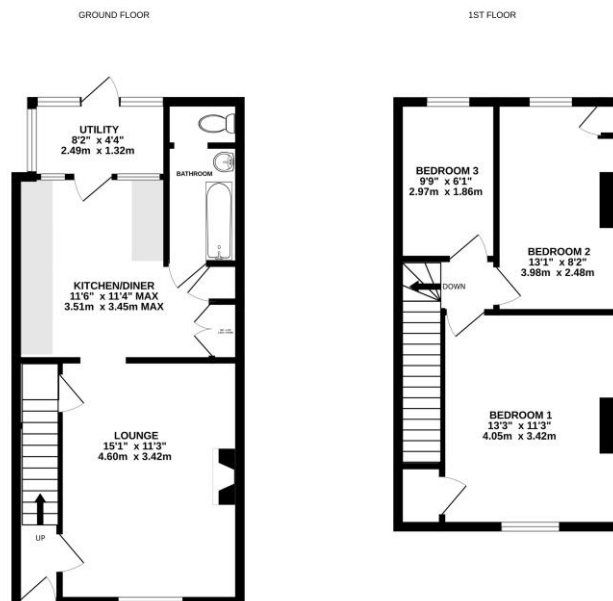 GROUND FLOOR
1ST FLOOR
UTILITY
8'2" x 4'4"
2.49m x 1.32m
BATHROOM
KITCHEN/DINER
11'6" x 11'4" MAX
3.51m x 3.45m MAX
LOUNGE
15'1" x 11'3"
4.60m x 3.42m
UP
BEDROOM 3
9'9" x 6'1"
2.97m x 1.86m
BEDROOM 2
13'1" x 8'2"
3.98m x 2.48m
DOWN
BEDROOM 1
13'3" x 11'3"
4.05m x 3.42m